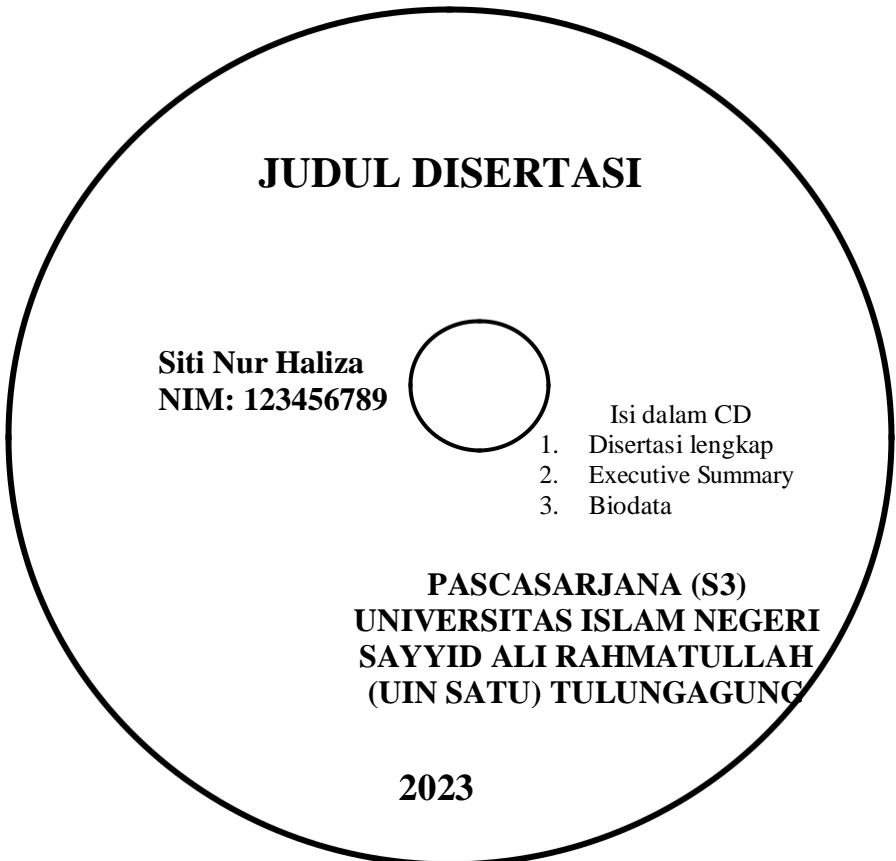 JUDUL DISERTASI
Siti Nur Haliza
NIM: 123456789
Isi dalam CD
1. Disertasi lengkap
2. Executive Summary
3. Biodata
PASCASARJANA (S3)
UNIVERSITAS ISLAM NEGERI
SAYYID ALI RAHMATULLAH
(UIN SATU) TULUNGAGUNG
2023